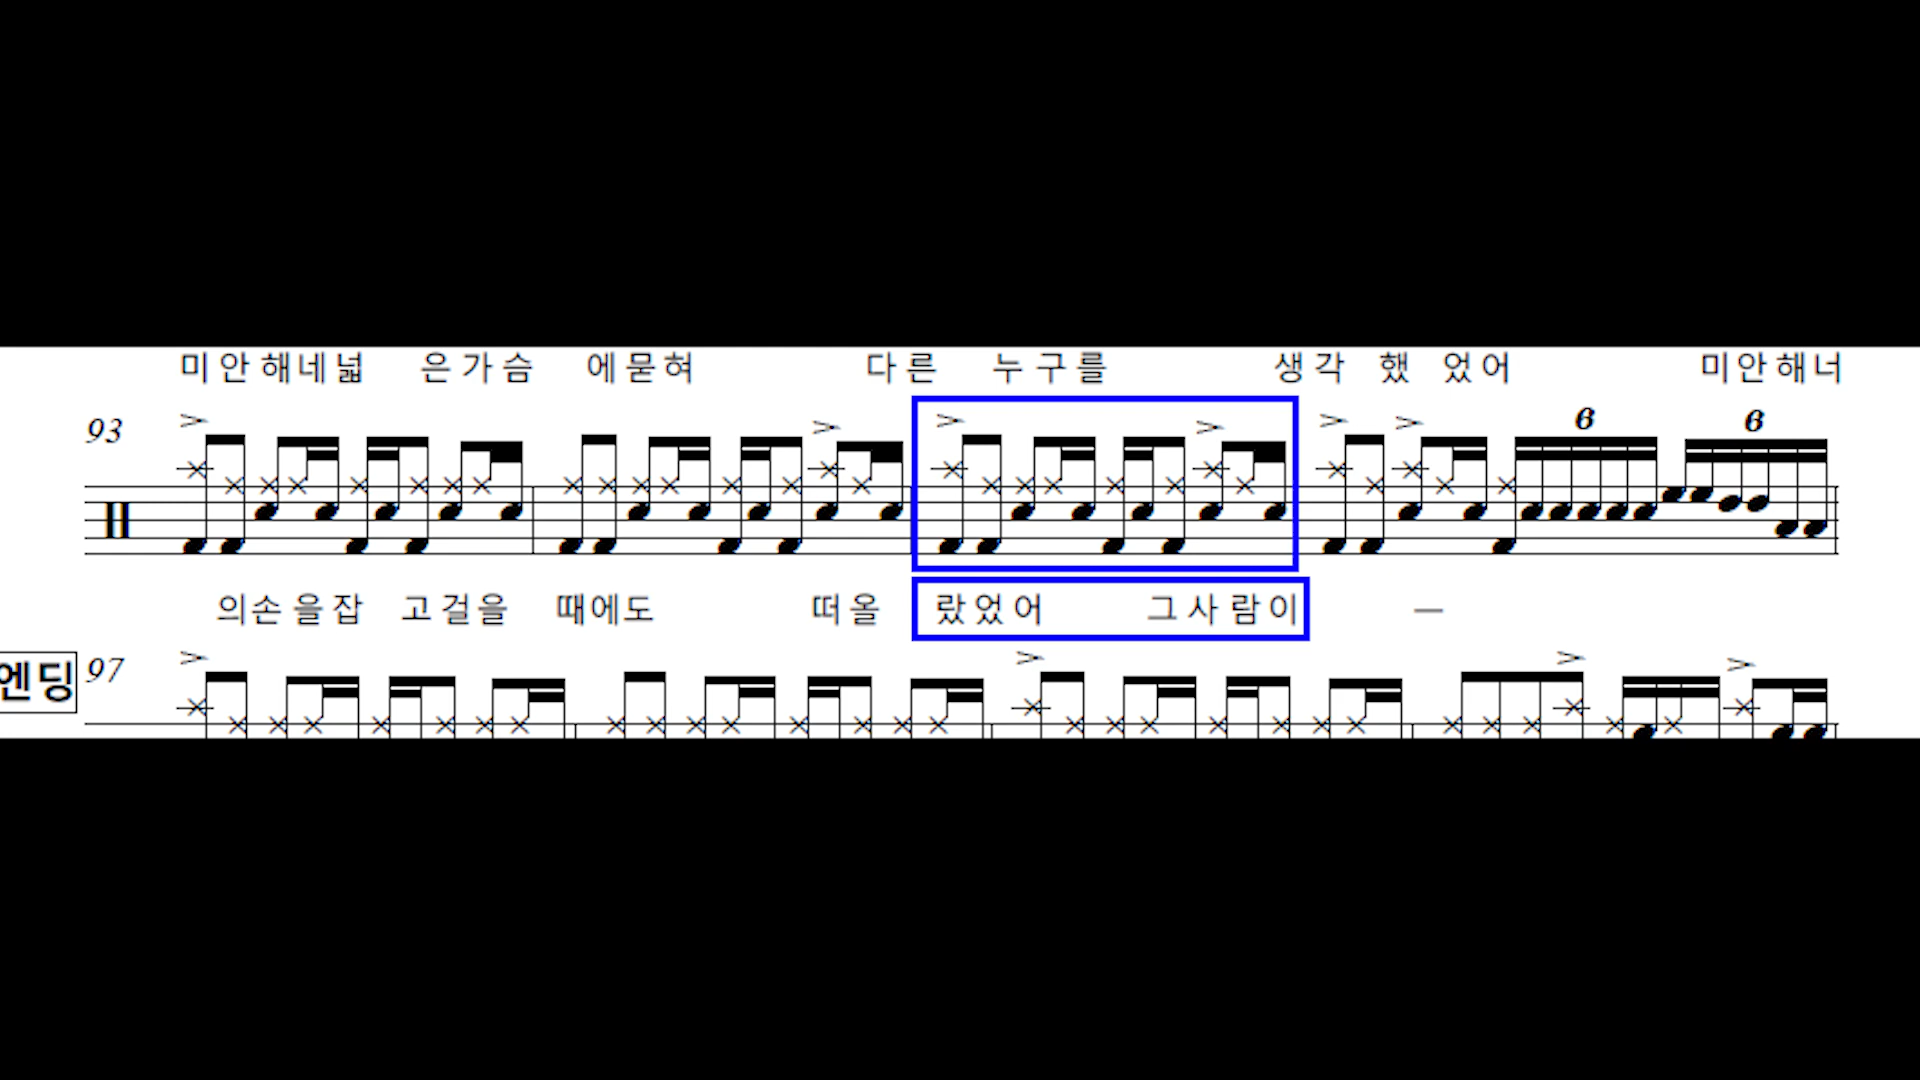 미안해네넓 은가슴 에묻혀 다른 누구를 생각 했 었어 미안해너
93
6 6
의손을잡 고걸을 때에도 떠올 랐었어 그사람이 ―
엔딩 97